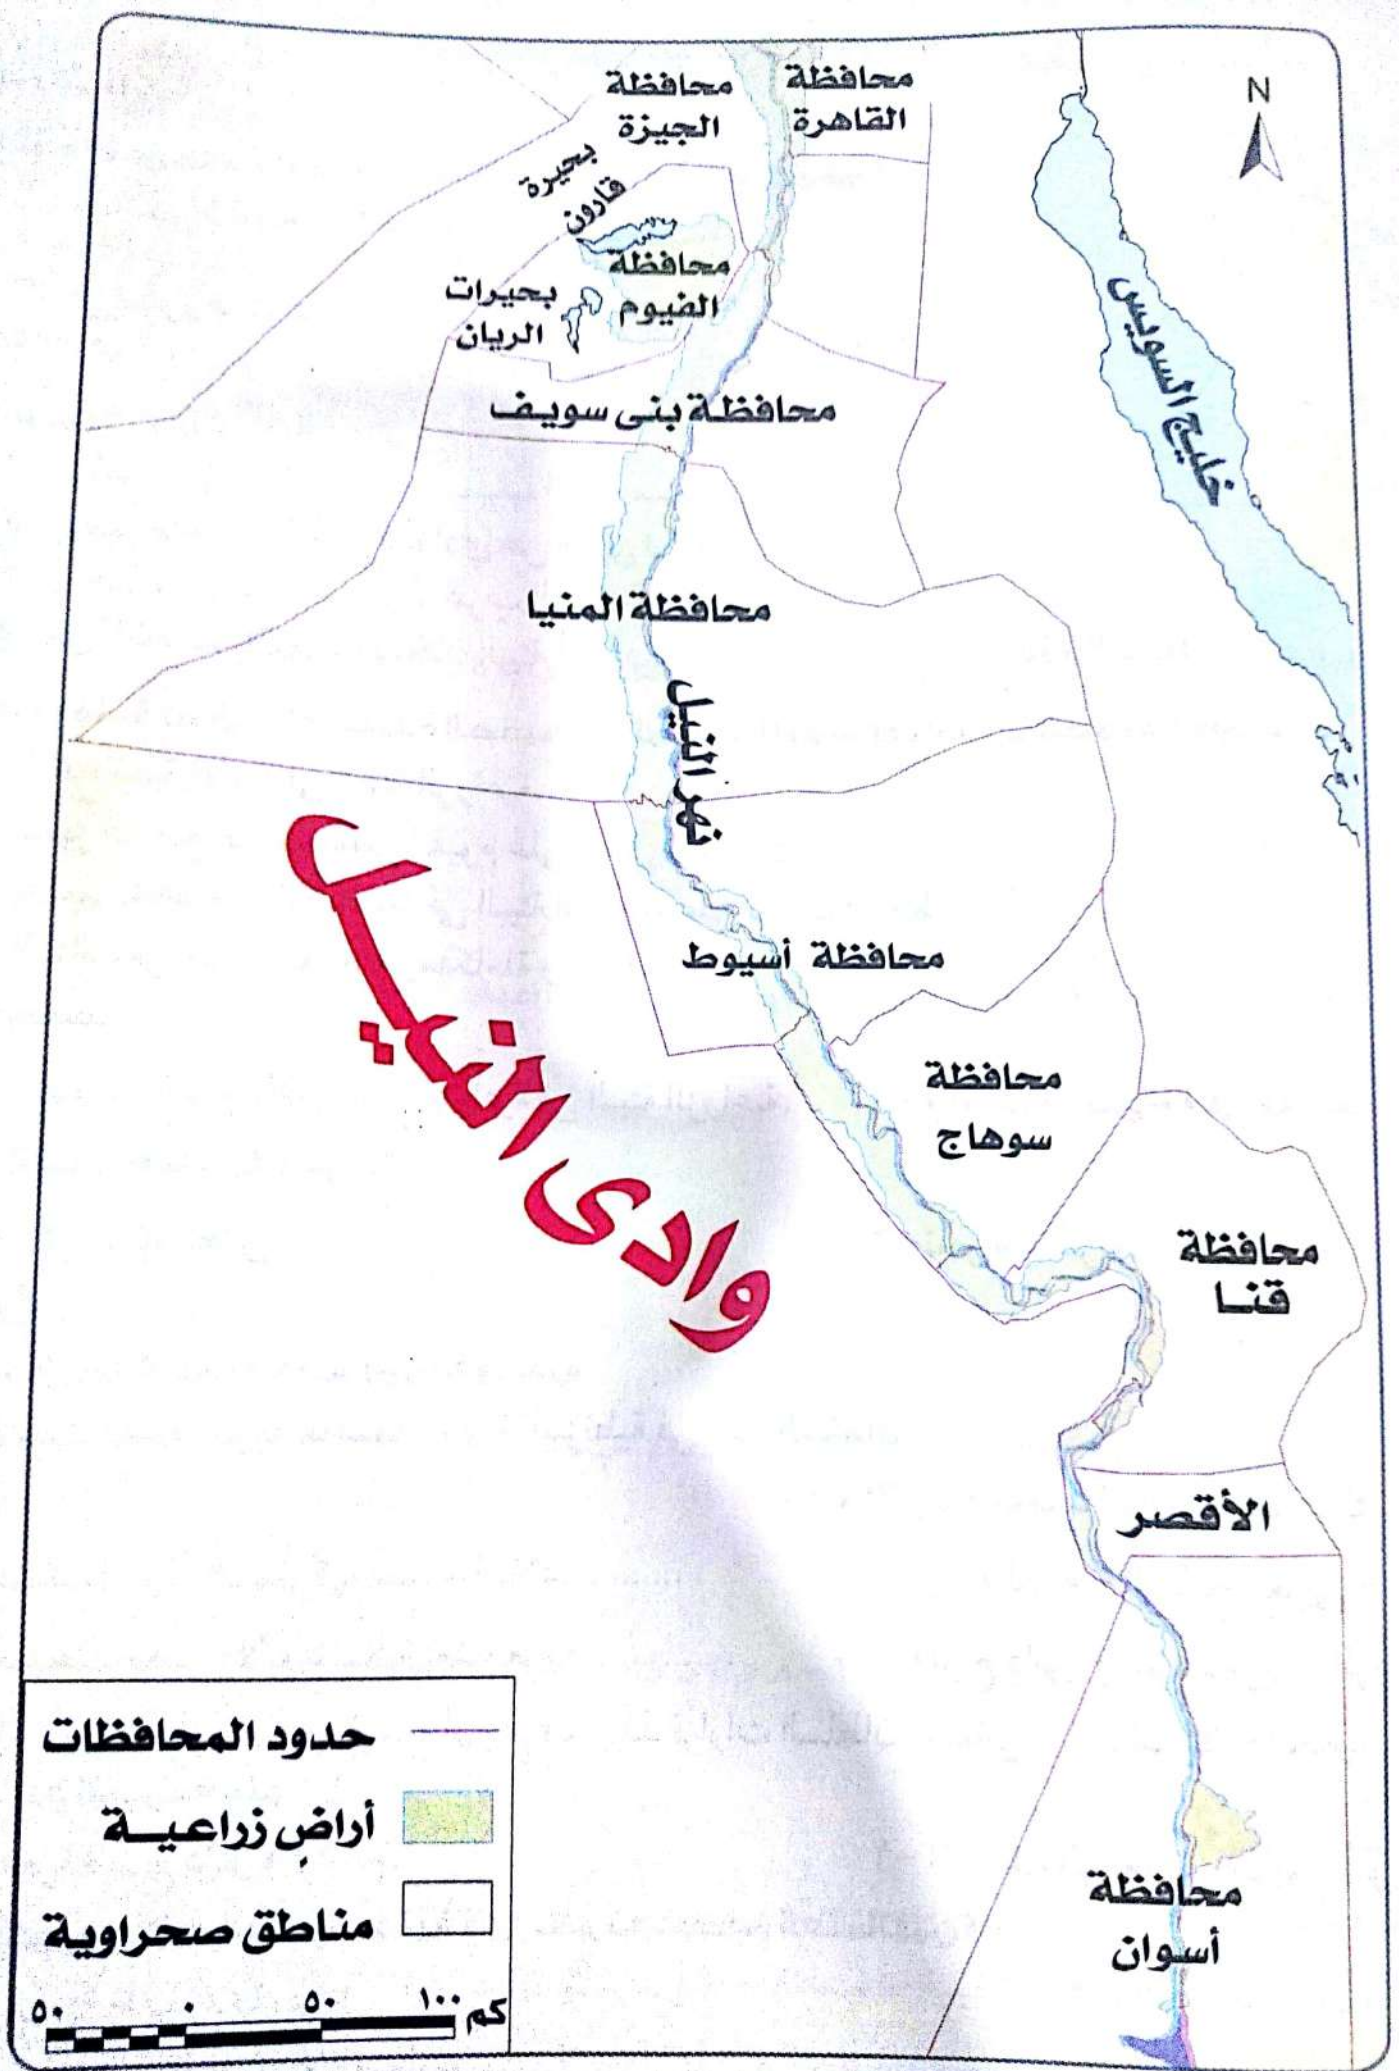 محافظة
الجيزة
محافظة
القاهرة
N
بحيرة
قارون
محافظة
الفيوم
بحيرات
الريان
خليج السويس
محافظة بنى سويف
محافظة المنيا
نهر النيل
وادى النيل
محافظة أسيوط
محافظة
سوهاج
محافظة
قنا
الأقصر
محافظة
أسوان
حدود المحافظات
أراضٍ زراعية
مناطق صحراوية
٥٠ ٠ ٥٠ ١٠٠ كم